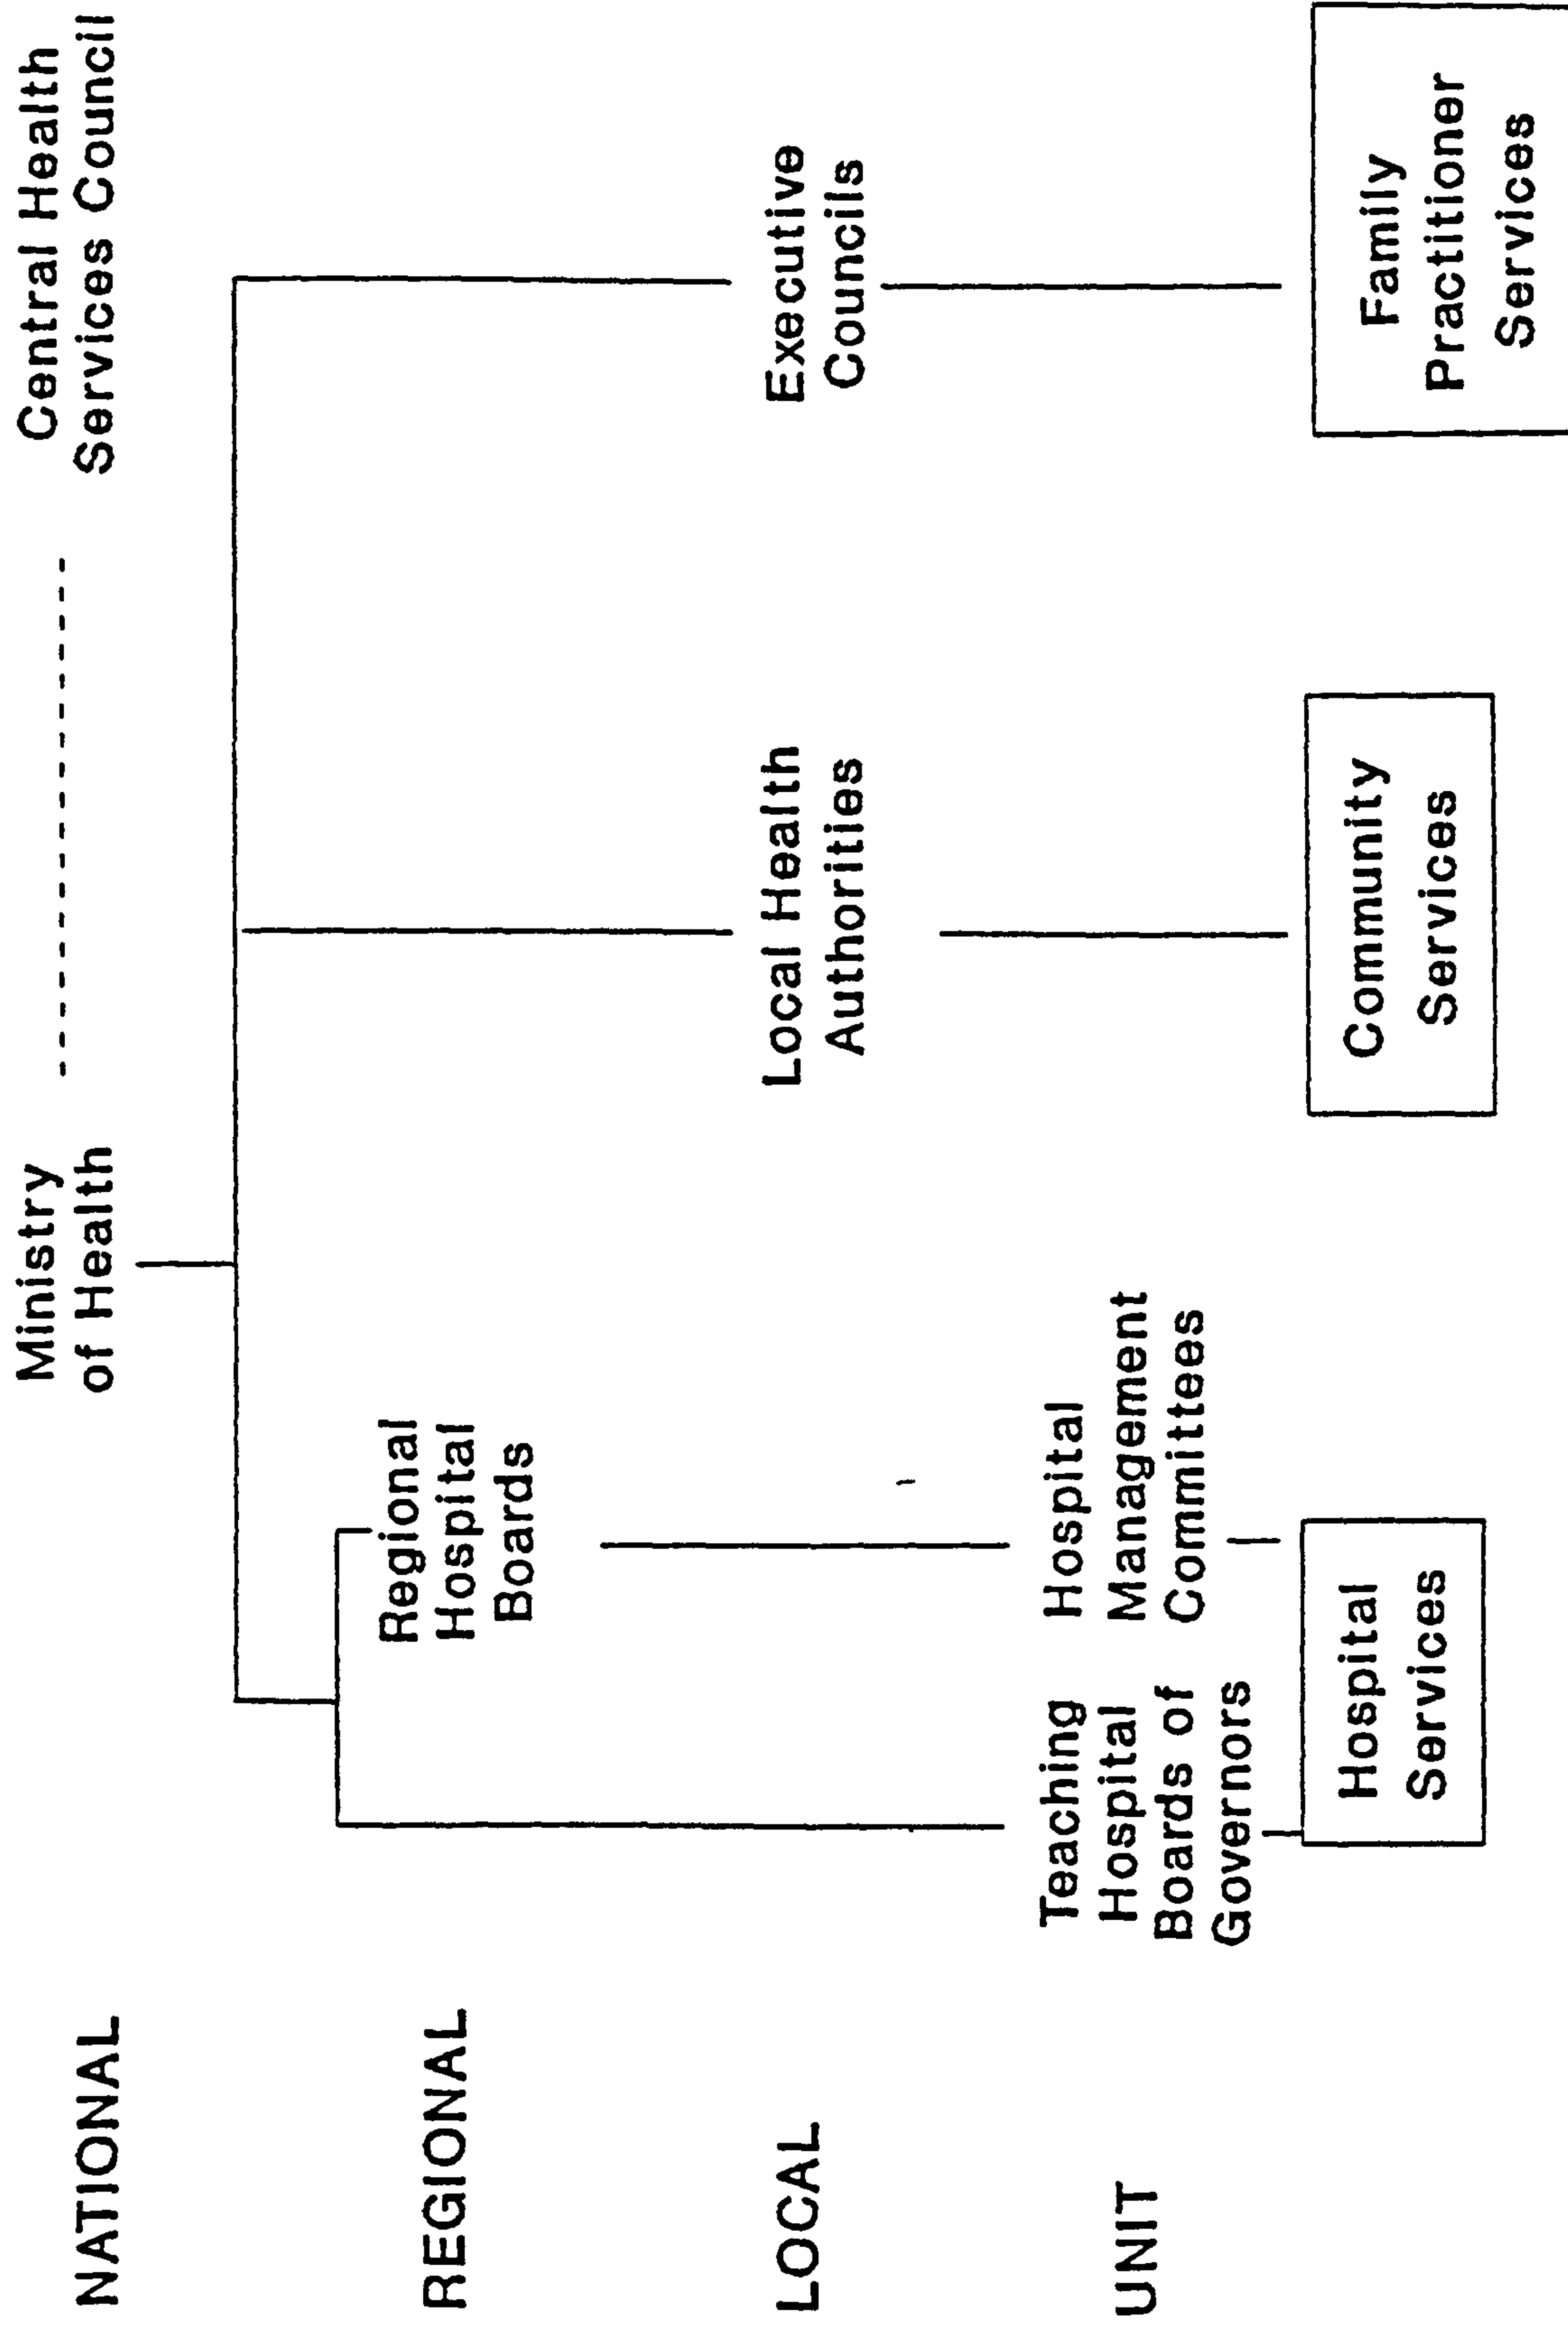 NATIONAL
Ministry
of Health
Central Health
Services Council
REGIONAL
Regional
Hospital
Boards
LOCAL
Local Health
Authorities
Executive
Councils
UNIT
Teaching
Hospital
Boards of
Governors
Hospital
Management
Committees
Hospital
Services
Community
Services
Family
Practitioner
Services